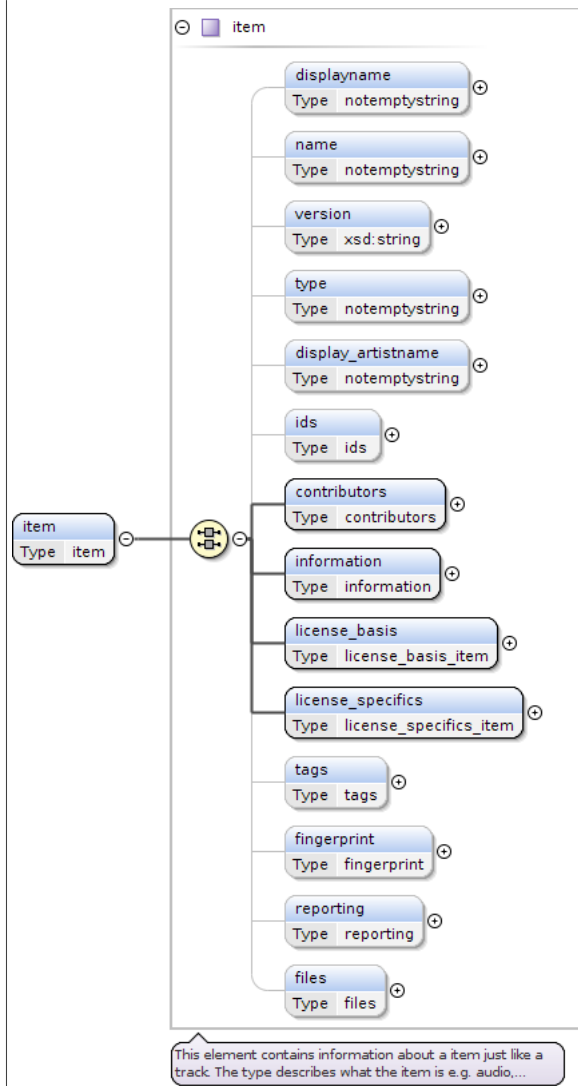 item
displayname
Type notemptystring
name
Type notemptystring
version
Type xsd:string
type
Type notemptystring
display_artistname
Type notemptystring
ids
Type ids
contributors
Type contributors
item
Type item
information
Type information
license_basis
Type license_basis_item
license_specifics
Type license_specifics_item
tags
Type tags
fingerprint
Type fingerprint
reporting
Type reporting
files
Type files
This element contains information about a item just like a
track. The type describes what the item is e.g. audio,...